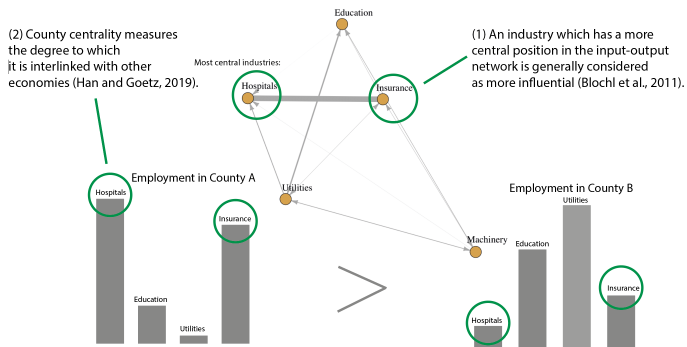 (2) County centrality measures
the degree to which
it is interlinked with other
economies (Han and Goetz, 2019).
Education
(1) An industry which has a more
central position in the input-output
network is generally considered
as more influential (Blochl et al., 2011).
Most central industries:
Hospitals
Insurance
Utilities
Machinery
Employment in County A
Hospitals
Insurance
Education
Utilities
>
Employment in County B
Utilities
Education
Insurance
Hospitals